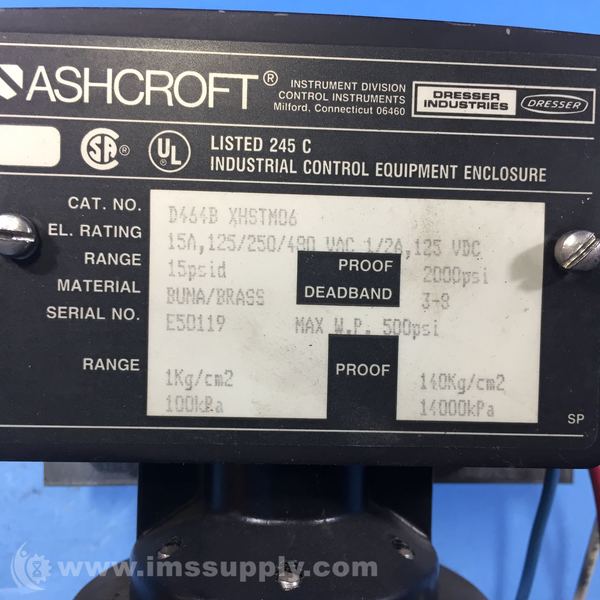 ASHCROFT®
INSTRUMENT DIVISION
CONTROL INSTRUMENTS
Milford, Connecticut 06460
DRESSER
INDUSTRIES
DRESSER
SA ®
UL
LISTED 245 C
INDUSTRIAL CONTROL EQUIPMENT ENCLOSURE
CAT. NO. D464B XHSTM06
EL. RATING 15A,125/250/480 VAC 1/2A,125 VDC
RANGE 15psid PROOF 2000psi
MATERIAL BUNA/BRASS DEADBAND 3-8
SERIAL NO. E50119 MAX W.P. 500psi
RANGE 1Kg/cm2 PROOF 140Kg/cm2
100kPa 14000kPa
SP
www.imssupply.com